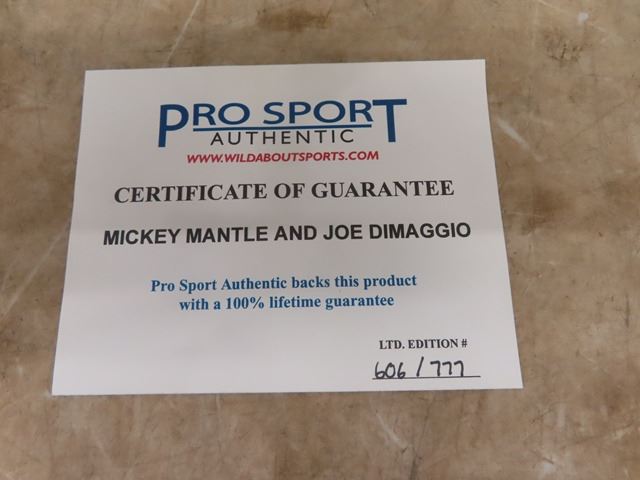 PRO SPORT
AUTHENTIC
WWW.WILDABOUTSPORTS.COM
CERTIFICATE OF GUARANTEE
MICKEY MANTLE AND JOE DIMAGGIO
Pro Sport Authentic backs this product
with a 100% lifetime guarantee
LTD. EDITION #
606/777